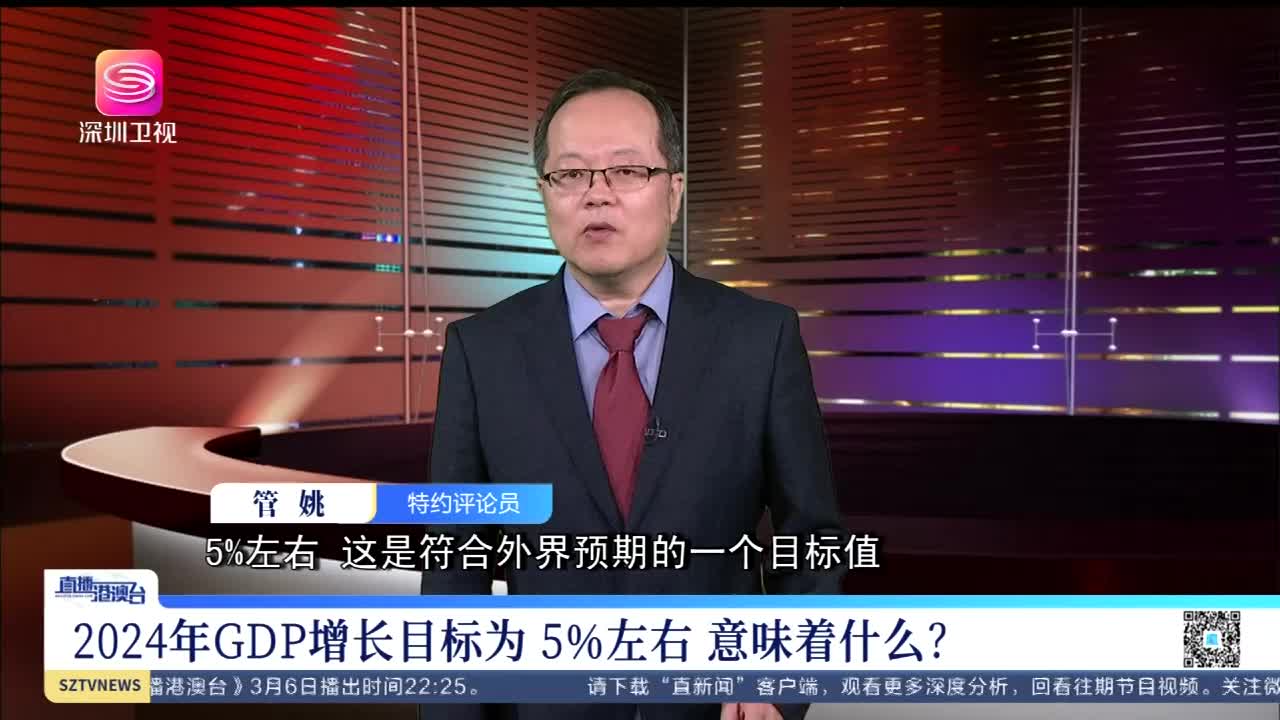 深圳卫视
管 姚
特约评论员
5%左右 这是符合外界预期的一个目标值
直播港澳台
2024年GDP增长目标为 5%左右 意味着什么？
SZTVNEWS
播港澳台》3月6日播出时间22:25。 请下载“直新闻”客户端，观看更多深度分析，回看往期节目视频。关注微